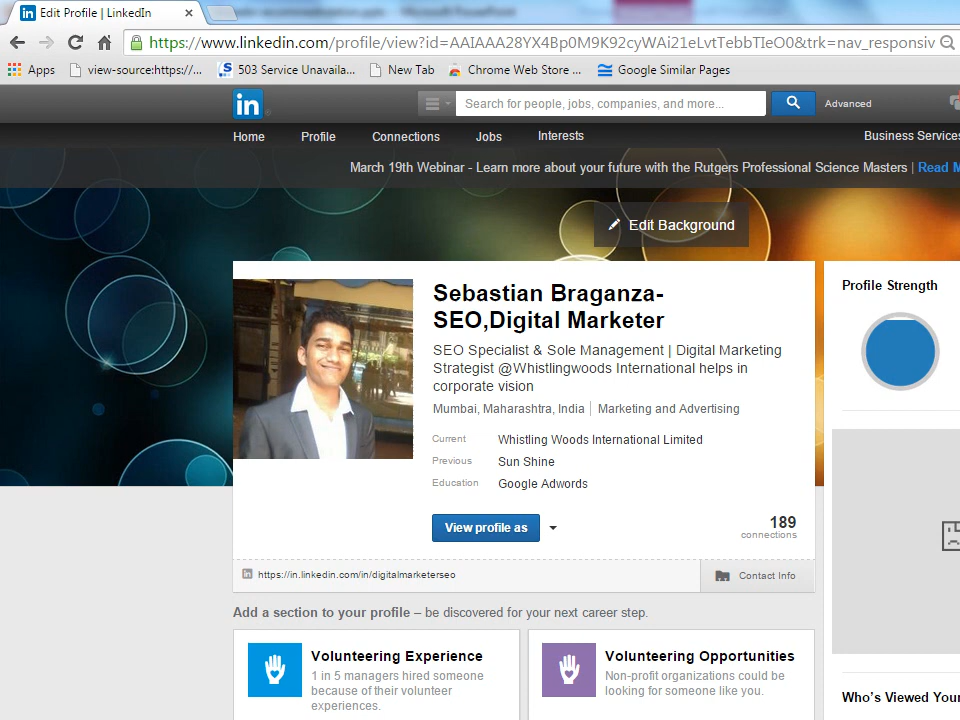 Edit Profile | LinkedIn
https://www.linkedin.com/profile/view?id=AAIAAA28YX4Bp0M9K92cyWAi21eLvtTebbTIeO0&trk=nav_responsiv
Apps view-source:https://... 503 Service Unavaila... New Tab Chrome Web Store ... Google Similar Pages
in Search for people, jobs, companies, and more... Advanced
Home Profile Connections Jobs Interests Business Services
March 19th Webinar - Learn more about your future with the Rutgers Professional Science Masters | Read M
Edit Background
Sebastian Braganza-
SEO,Digital Marketer
SEO Specialist & Sole Management | Digital Marketing
Strategist @Whistlingwoods International helps in
corporate vision
Mumbai, Maharashtra, India | Marketing and Advertising
Current Whistling Woods International Limited
Previous Sun Shine
Education Google Adwords
View profile as
189
connections
https://in.linkedin.com/in/digitalmarketerseo Contact Info
Profile Strength
Add a section to your profile – be discovered for your next career step.
Volunteering Experience
1 in 5 managers hired someone
because of their volunteer
experiences.
Volunteering Opportunities
Non-profit organizations could be
looking for someone like you.
Who's Viewed Your